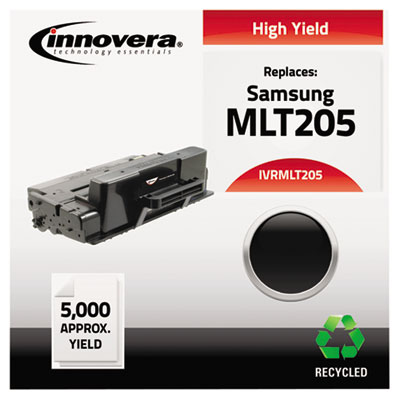 innovera
technology essentials
High Yield
Replaces:
Samsung
MLT205
IVRMLT205
5,000
APPROX.
YIELD
RECYCLED